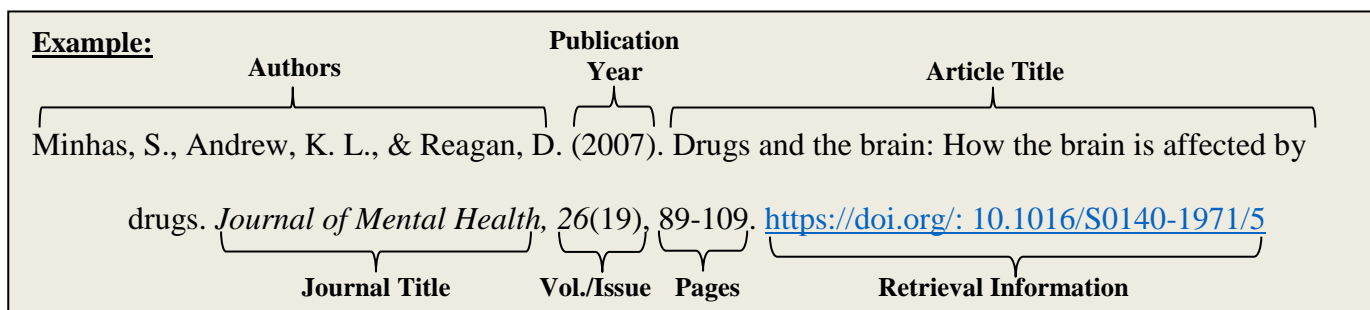 Example:
Publication
Authors Year Article Title
Minhas, S., Andrew, K. L., & Reagan, D. (2007). Drugs and the brain: How the brain is affected by
drugs. Journal of Mental Health, 26(19), 89-109. https://doi.org/: 10.1016/S0140-1971/5
Journal Title Vol./Issue Pages Retrieval Information